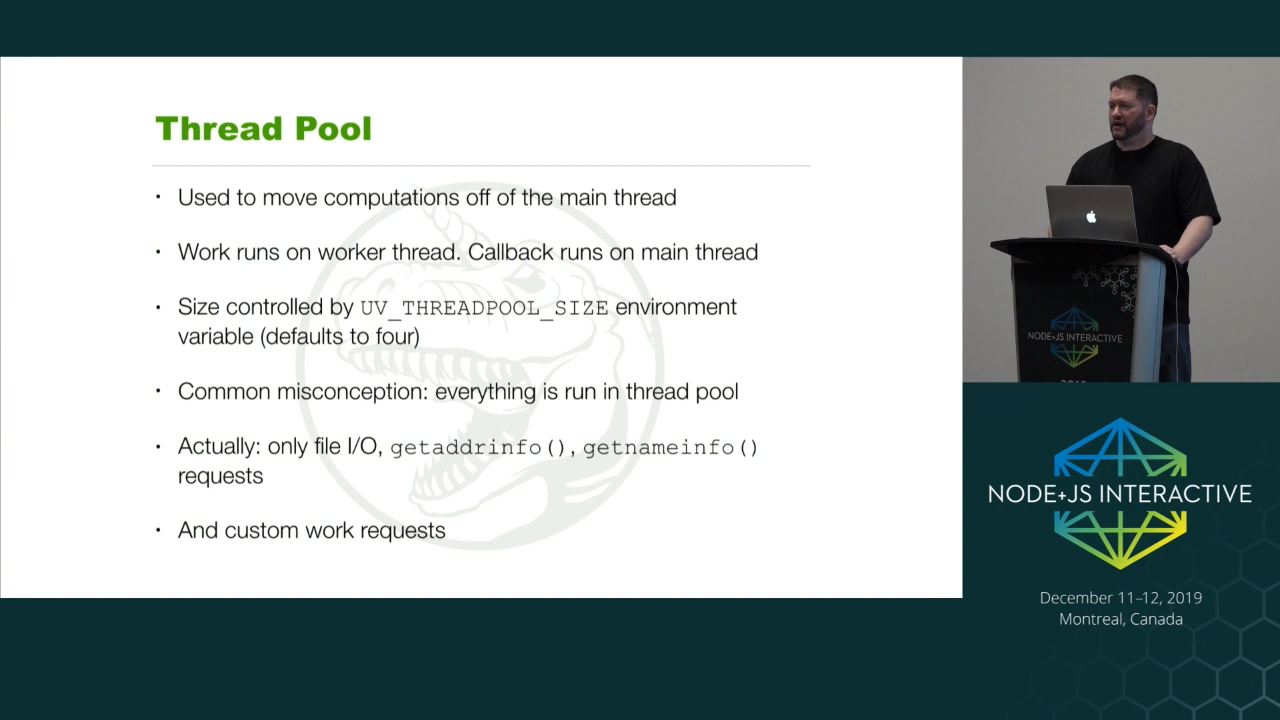 Thread Pool
• Used to move computations off of the main thread
• Work runs on worker thread. Callback runs on main thread
• Size controlled by UV_THREADPOOL_SIZE environment
variable (defaults to four)
• Common misconception: everything is run in thread pool
• Actually: only file I/O, getaddrinfo(), getnameinfo()
requests
• And custom work requests
NODE+JS INTERACTIVE
NODE+JS INTERACTIVE
December 11–12, 2019
Montreal, Canada